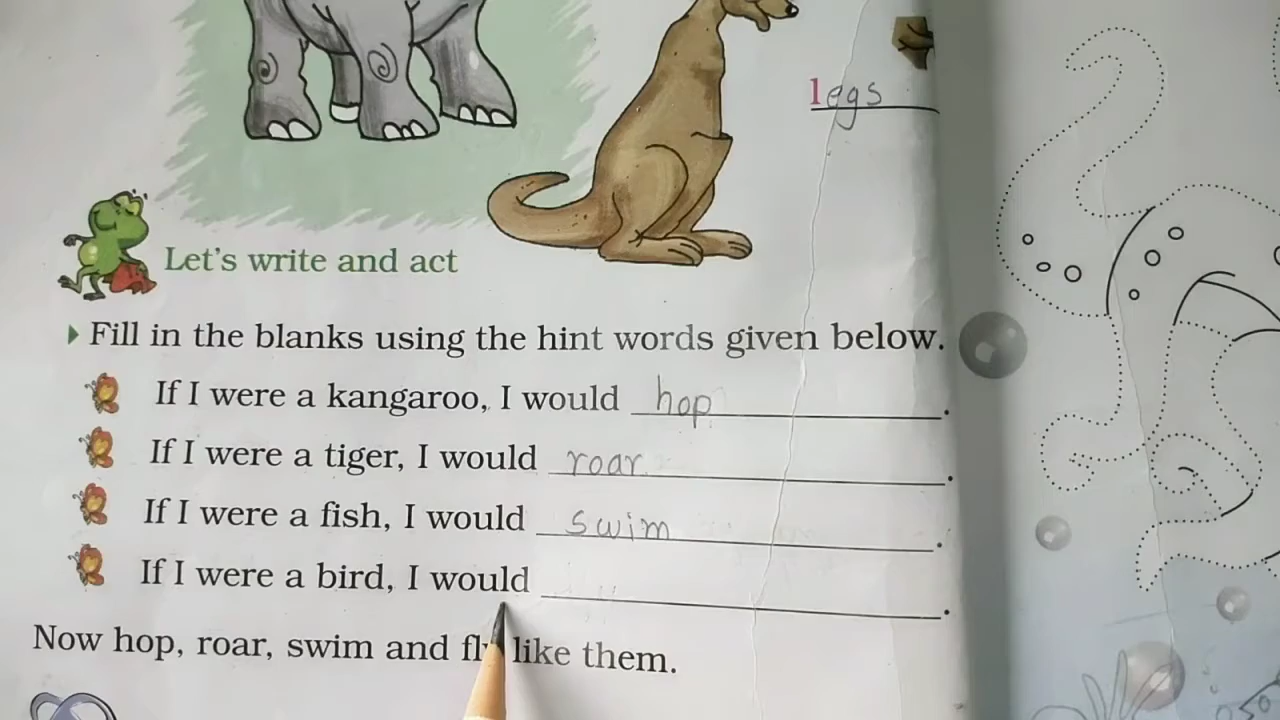 legs
Let's write and act
Fill in the blanks using the hint words given below.
If I were a kangaroo, I would hop.
If I were a tiger, I would roar.
If I were a fish, I would swim.
If I were a bird, I would ____.
Now hop, roar, swim and fly like them.